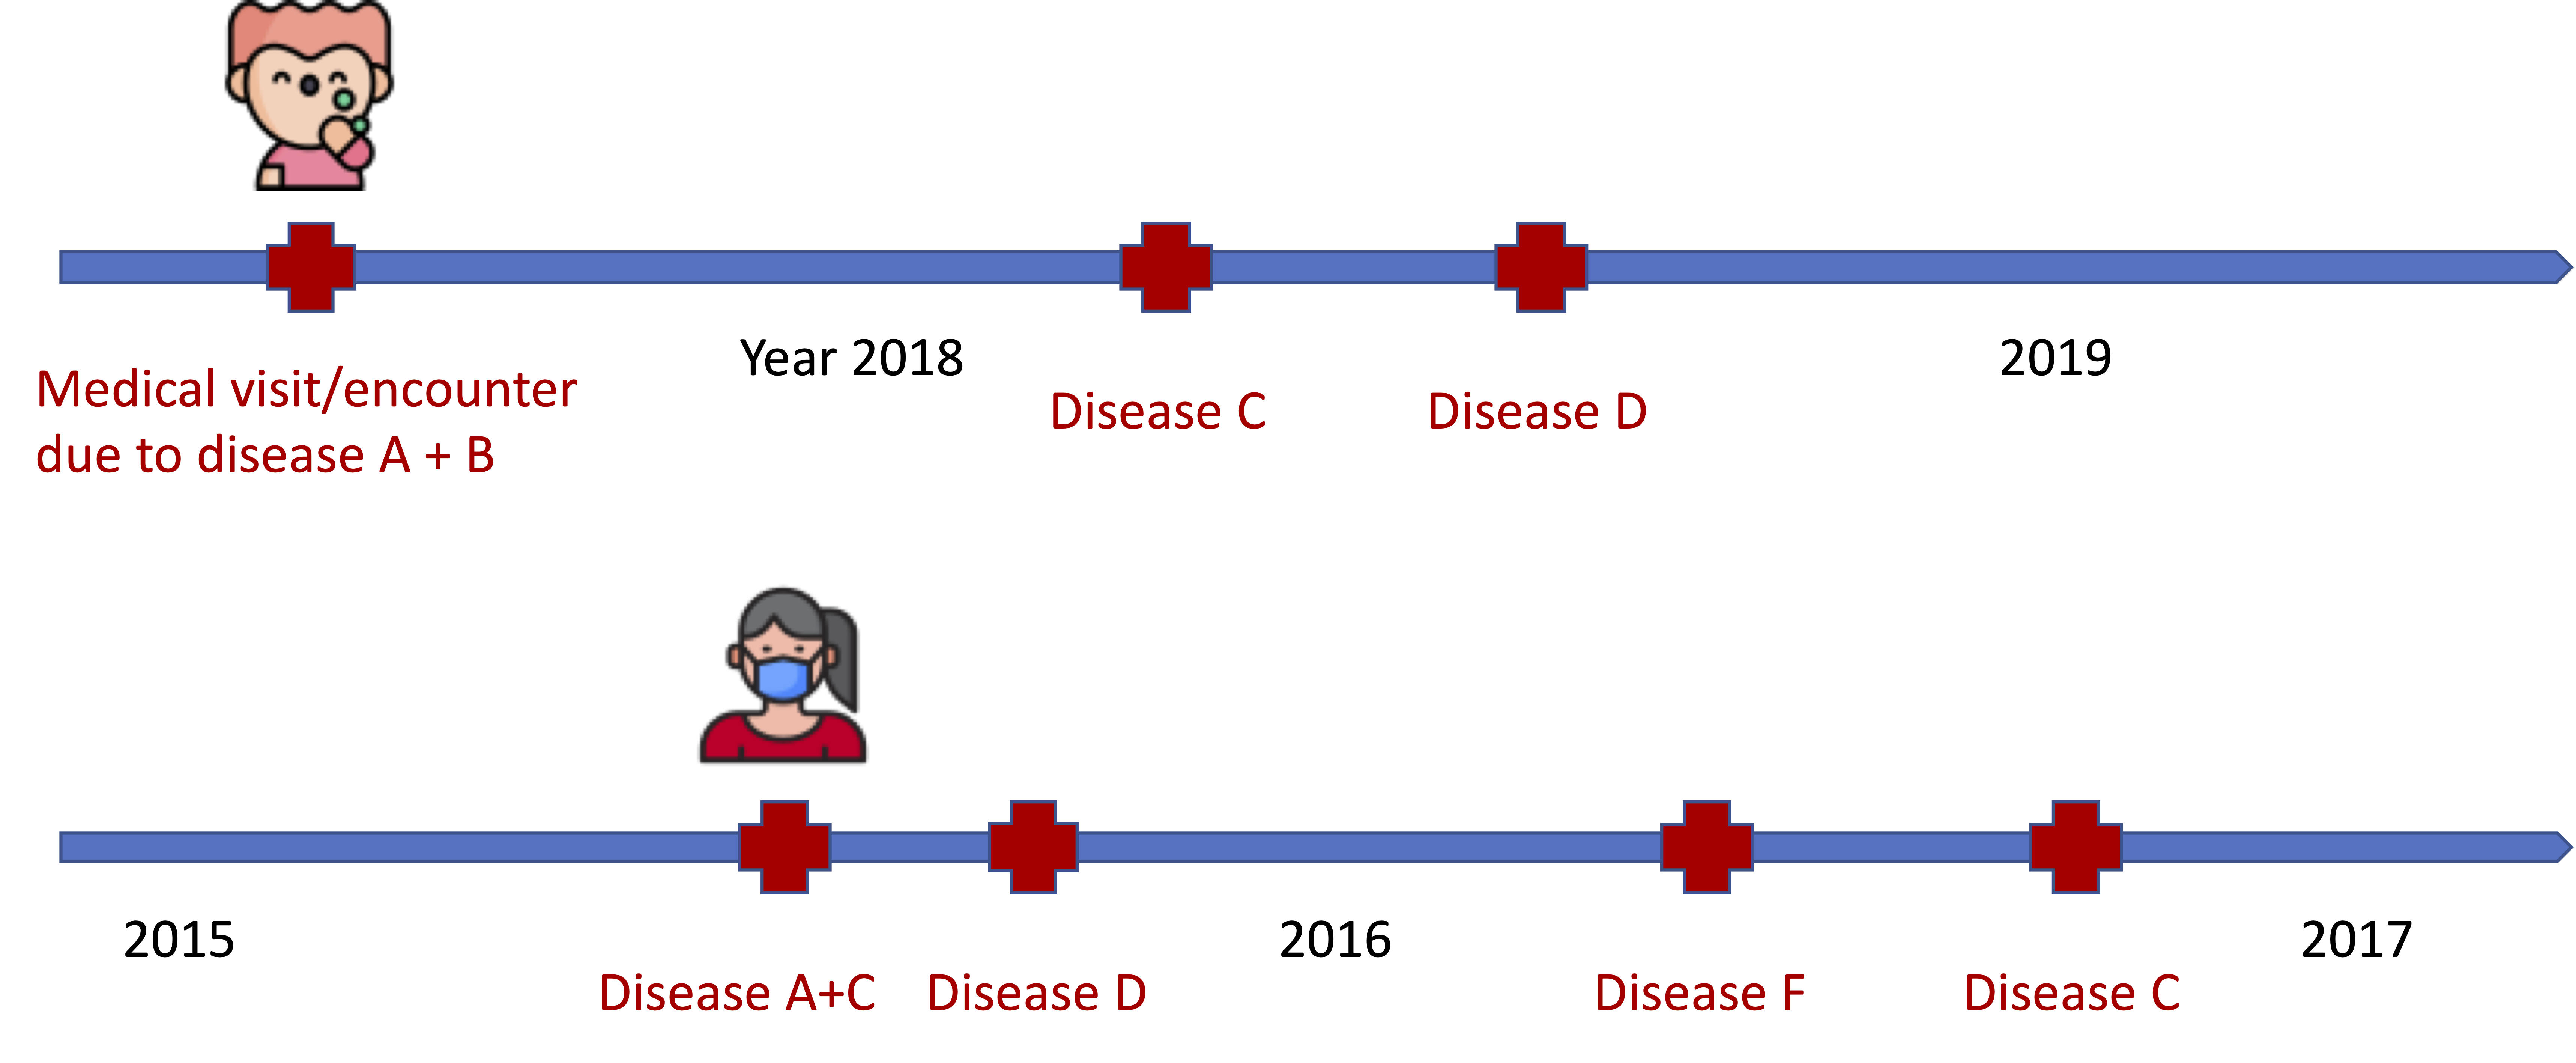 Medical visit/encounter
due to disease A + B
Year 2018
Disease C
Disease D
2019
2015
Disease A+C
Disease D
2016
Disease F
Disease C
2017